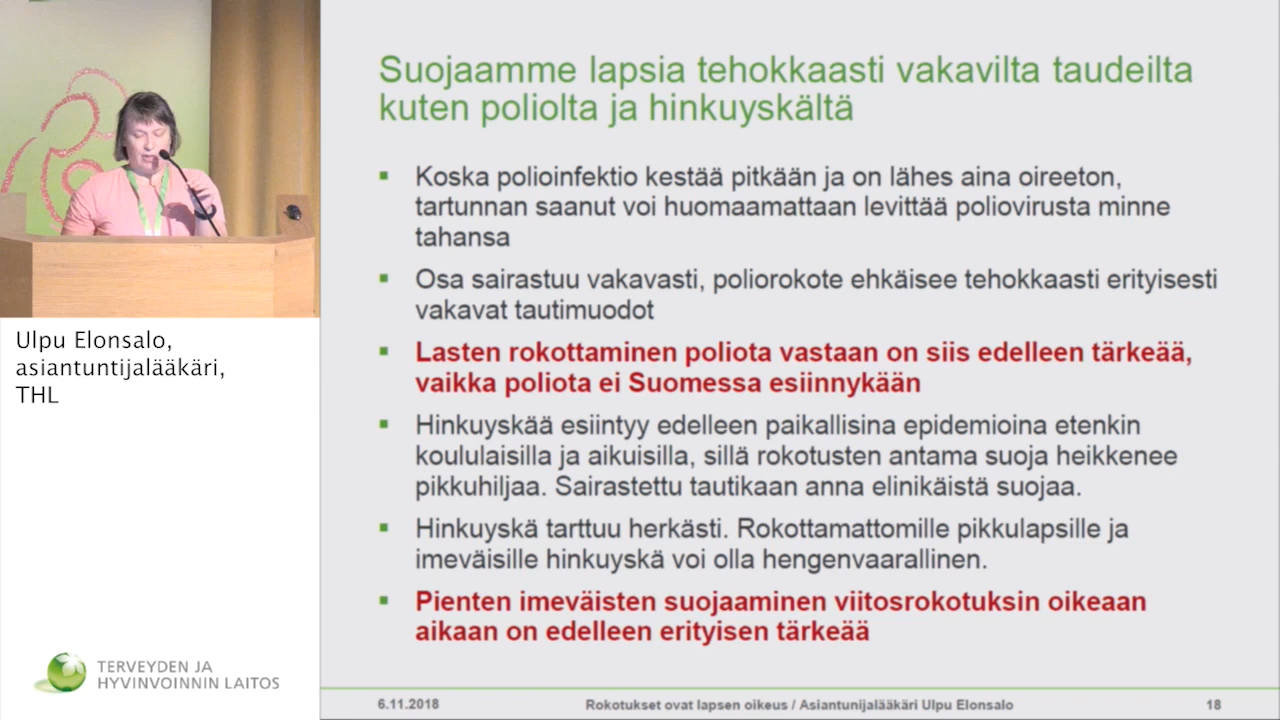 Suojaamme lapsia tehokkaasti vakavilta taudeilta
kuten poliolta ja hinkuyskältä
Koska polioinfektio kestää pitkään ja on lähes aina oireeton,
tartunnan saanut voi huomaamattaan levittää poliovirusta minne
tahansa
Osa sairastuu vakavasti, poliorokote ehkäisee tehokkaasti erityisesti
vakavat tautimuodot
Lasten rokottaminen poliota vastaan on siis edelleen tärkeää,
vaikka poliota ei Suomessa esiinnykään
Hinkuyskää esiintyy edelleen paikallisina epidemioina etenkin
koululaisilla ja aikuisilla, sillä rokotusten antama suoja heikkenee
pikkuhiljaa. Sairastettu tautikaan anna elinikäistä suojaa.
Hinkuyskä tarttuu herkästi. Rokottamattomille pikkulapsille ja
imeväisille hinkuyskä voi olla hengenvaarallinen.
Pienten imeväisten suojaaminen viitosrokotuksin oikeaan
aikaan on edelleen erityisen tärkeää
Ulpu Elonsalo,
asiantuntijalääkäri,
THL
TERVEYDEN JA
HYVINVOINNIN LAITOS
6.11.2018
Rokotukset ovat lapsen oikeus / Asiantunijalääkäri Ulpu Elonsalo
18